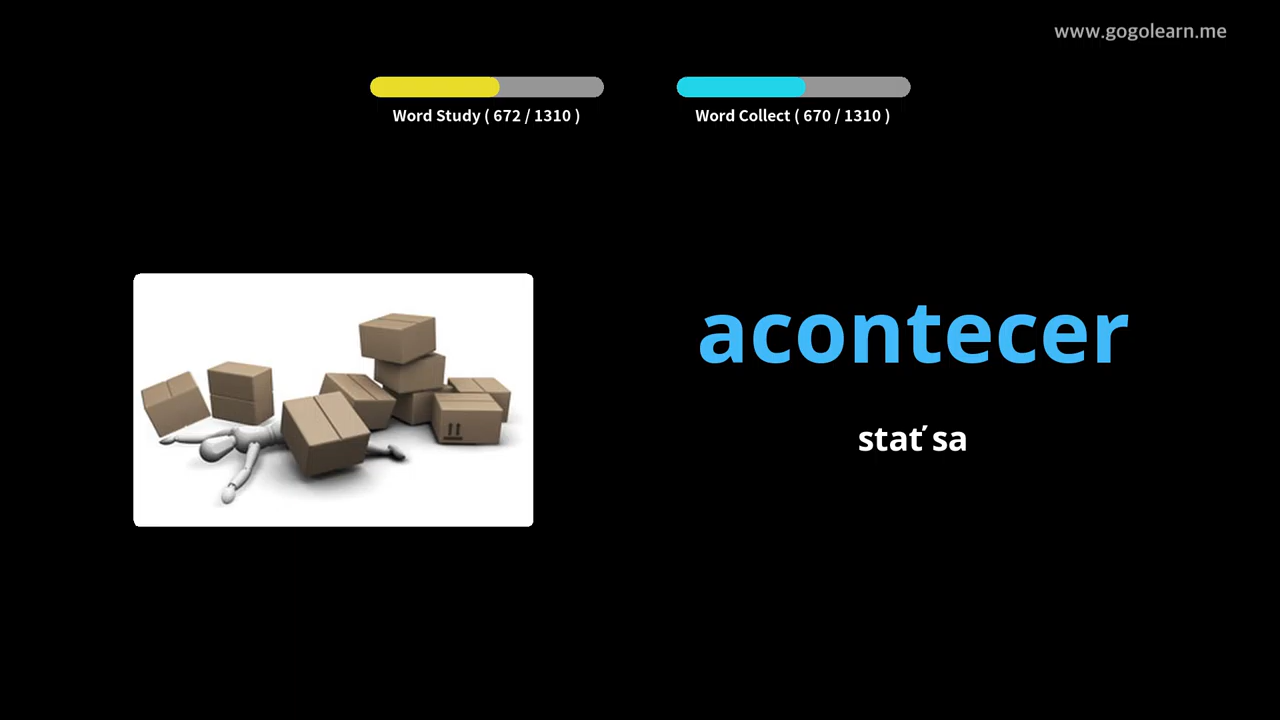 www.gogolearn.me
Word Study ( 672 / 1310 )
Word Collect ( 670 / 1310 )
acontecer
stať sa